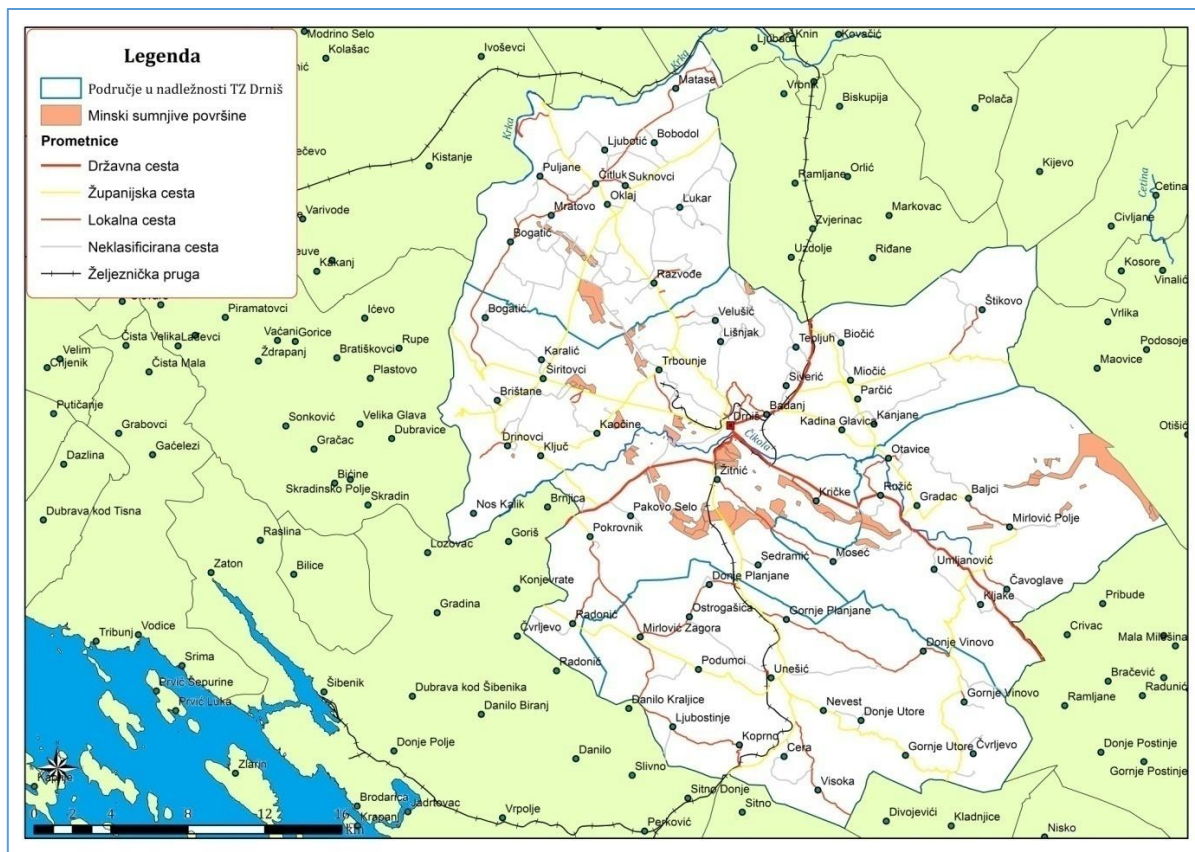 Legenda
Područje u nadležnosti TZ Drniš
Minski sumnjive površine
Prometnice
Državna cesta
Županijska cesta
Lokalna cesta
Neklasificirana cesta
Željeznička pruga
Modrino Selo
Kolašac
Ivoševci
Krka
Ljubač
Knin
Kovačić
Matase
Vrbnik
Biskupija
Polača
Krka
Ljubotić
Bobodol
Kistanje
Puljane
Čitluk
Suknovci
Oklaj
Lukar
Ramljane
Orlić
Kijevo
Cetina
Cetina
Varivode
Mratovo
Markovac
Civljane
Bogatić
Zvjerinac
Uzdolje
Riđane
Kakanj
Kosore
Vinalić
Razvođe
Piramatovci
Ićevo
Bogatić
Velušić
Štikovo
Vrlika
Čista Velika
Lađevci
Vaćani
Gorice
Lišnjak
Tepljuh
Biočić
Podosoje
Velim
Ždrapanj
Bratiškovci
Rupe
Karalić
Čista Mala
Plastovo
Širitovci
Trbounje
Siverić
Miočić
Maovice
Parčić
Putičanje
Brištane
Badanj
Drniš
Grabovci
Sonković
Velika Glava
Kaočine
Kadina Glavica
Kanjane
Otišić
Gaćelezi
Gračac
Dubravice
Drinovci
Ključ
Čikola
Dazlina
Bićine
Žitnić
Otavice
Skradinsko Polje
Skradin
Kričke
Rožić
Baljci
Gradac
Dubrava kod Tisna
Nos Kalik
Brnjica
Pakovo Selo
Mirlović Polje
Raslina
Goriš
Pokrovnik
Lozovac
Zaton
Bilice
Sedramić
Moseć
Umljanović
Konjevrate
Donje Planjane
Čavoglave
Gradina
Kljake
Pribude
Radonić
Ostrogašica
Gornje Planjane
Tribunj
Vodice
Čvrljevo
Mirlović Zagora
Crivac
Mala Milešina
Srima
Radonić
Podumci
Unešić
Donje Vinovo
Bračević
Prvić Šepurine
Šibenik
Dubrava kod Šibenika
Radunić
Prvić Luka
Danilo Biranj
Danilo Kraljice
Nevest
Gornje Vinovo
Ramljane
Ljubostinje
Donje Utore
Donje Polje
Koprno
Danilo
Cera
Gornje Utore
Čvrljevo
Donje Postinje
Gornje Postinje
Zlarin
Slivno
Visoka
Brodarica
Jadrtovac
Sitno Donje
Krapanj
Vrpolje
Sitno
Divojevići
Kladnjice
Perković
Nisko
0 2 4 8 12 16
km